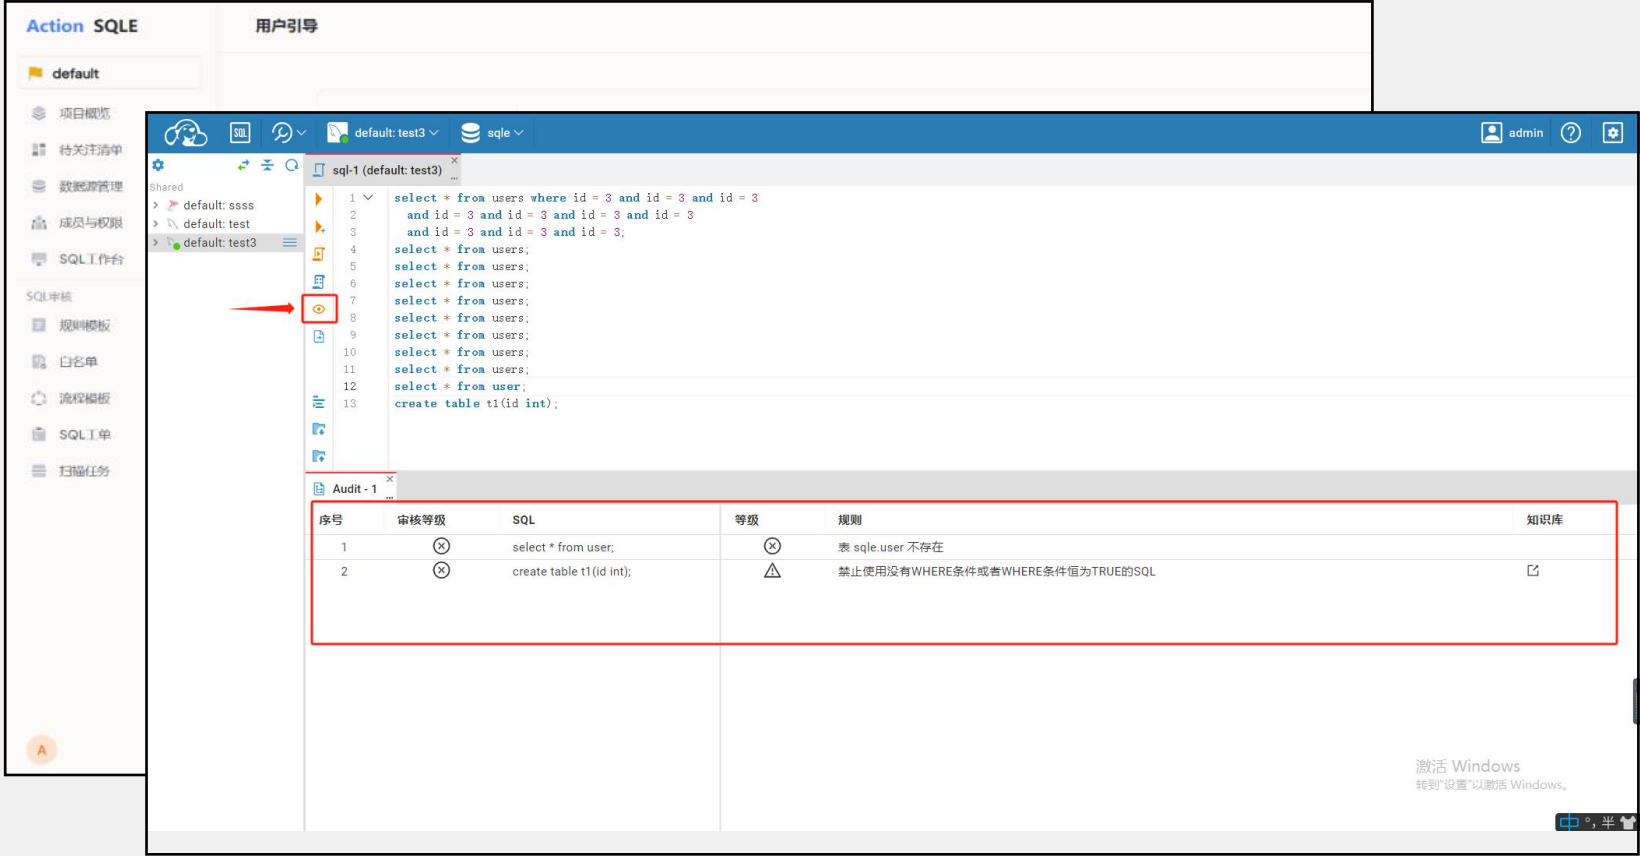 Action SQLE
用户引导
default
项目概览
待关注清单
数据源管理
成员与权限
SQL工作台
SQL审核
规则模板
白名单
流程模板
SQL工单
扫描任务
A
SQL
default: test3
sqle
admin
Shared
default: ssss
default: test
default: test3
sql-1 (default: test3)
1 select * from users where id = 3 and id = 3 and id = 3
2 and id = 3 and id = 3 and id = 3 and id = 3
3 and id = 3 and id = 3 and id = 3;
4 select * from users;
5 select * from users;
6 select * from users;
7 select * from users;
8 select * from users;
9 select * from users;
10 select * from users;
11 select * from users;
12 select * from user;
13 create table t1(id int);
Audit - 1
序号 审核等级 SQL 等级 规则 知识库
1 select * from user; 表 sqle.user 不存在
2 create table t1(id int); 禁止使用没有WHERE条件或者WHERE条件恒为TRUE的SQL
激活 Windows
转到"设置"以激活 Windows。
中 °, 半